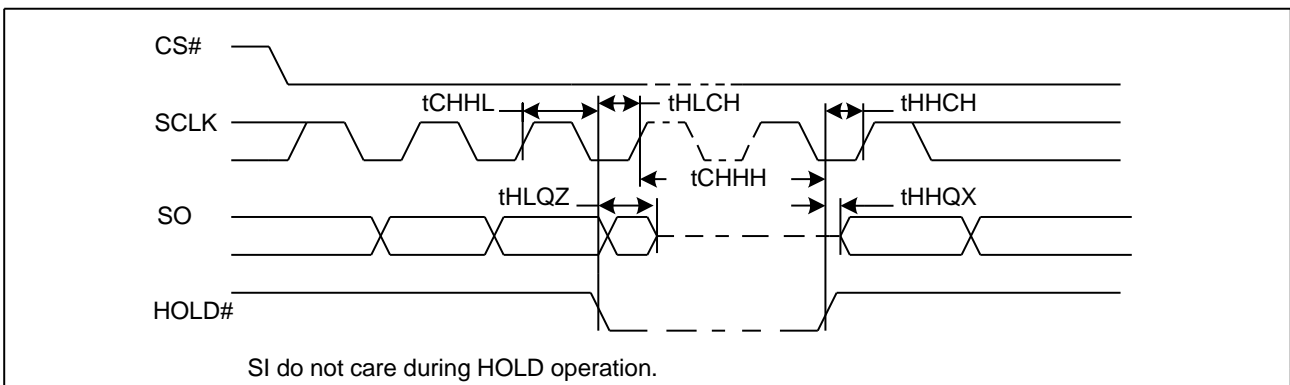 CS#
tCHHL
tHLCH
tHHCH
SCLK
tCHHH
tHLQZ
tHHQX
SO
HOLD#
SI do not care during HOLD operation.